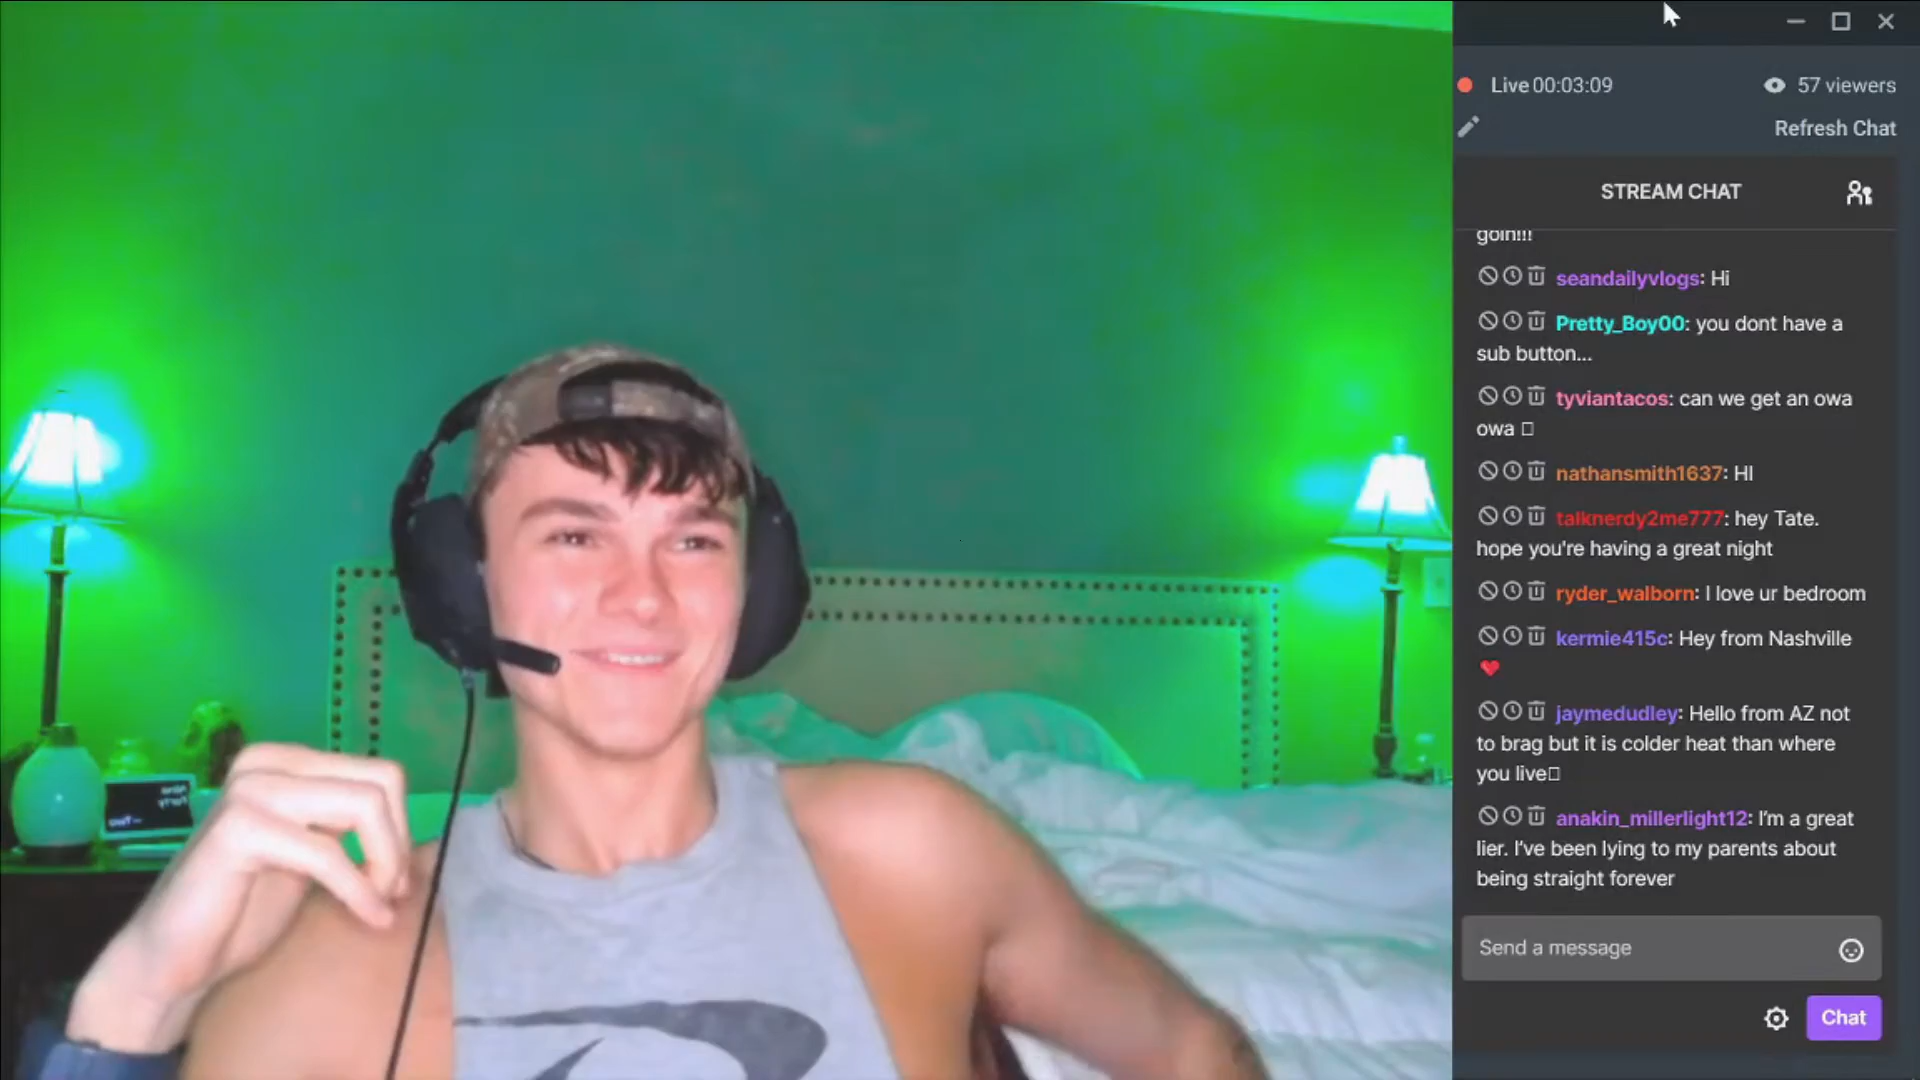 Live 00:03:09
57 viewers
Refresh Chat
STREAM CHAT
goin!!!
seandailyvlogs: Hi
Pretty_Boy00: you dont have a
sub button...
tyviantacos: can we get an owa
owa
nathansmith1637: HI
talknerdy2me777: hey Tate.
hope you're having a great night
ryder_walborn: I love ur bedroom
kermie415c: Hey from Nashville
❤️
jaymedudley: Hello from AZ not
to brag but it is colder heat than where
you live
anakin_millerlight12: I'm a great
lier. I've been lying to my parents about
being straight forever
Send a message
Chat